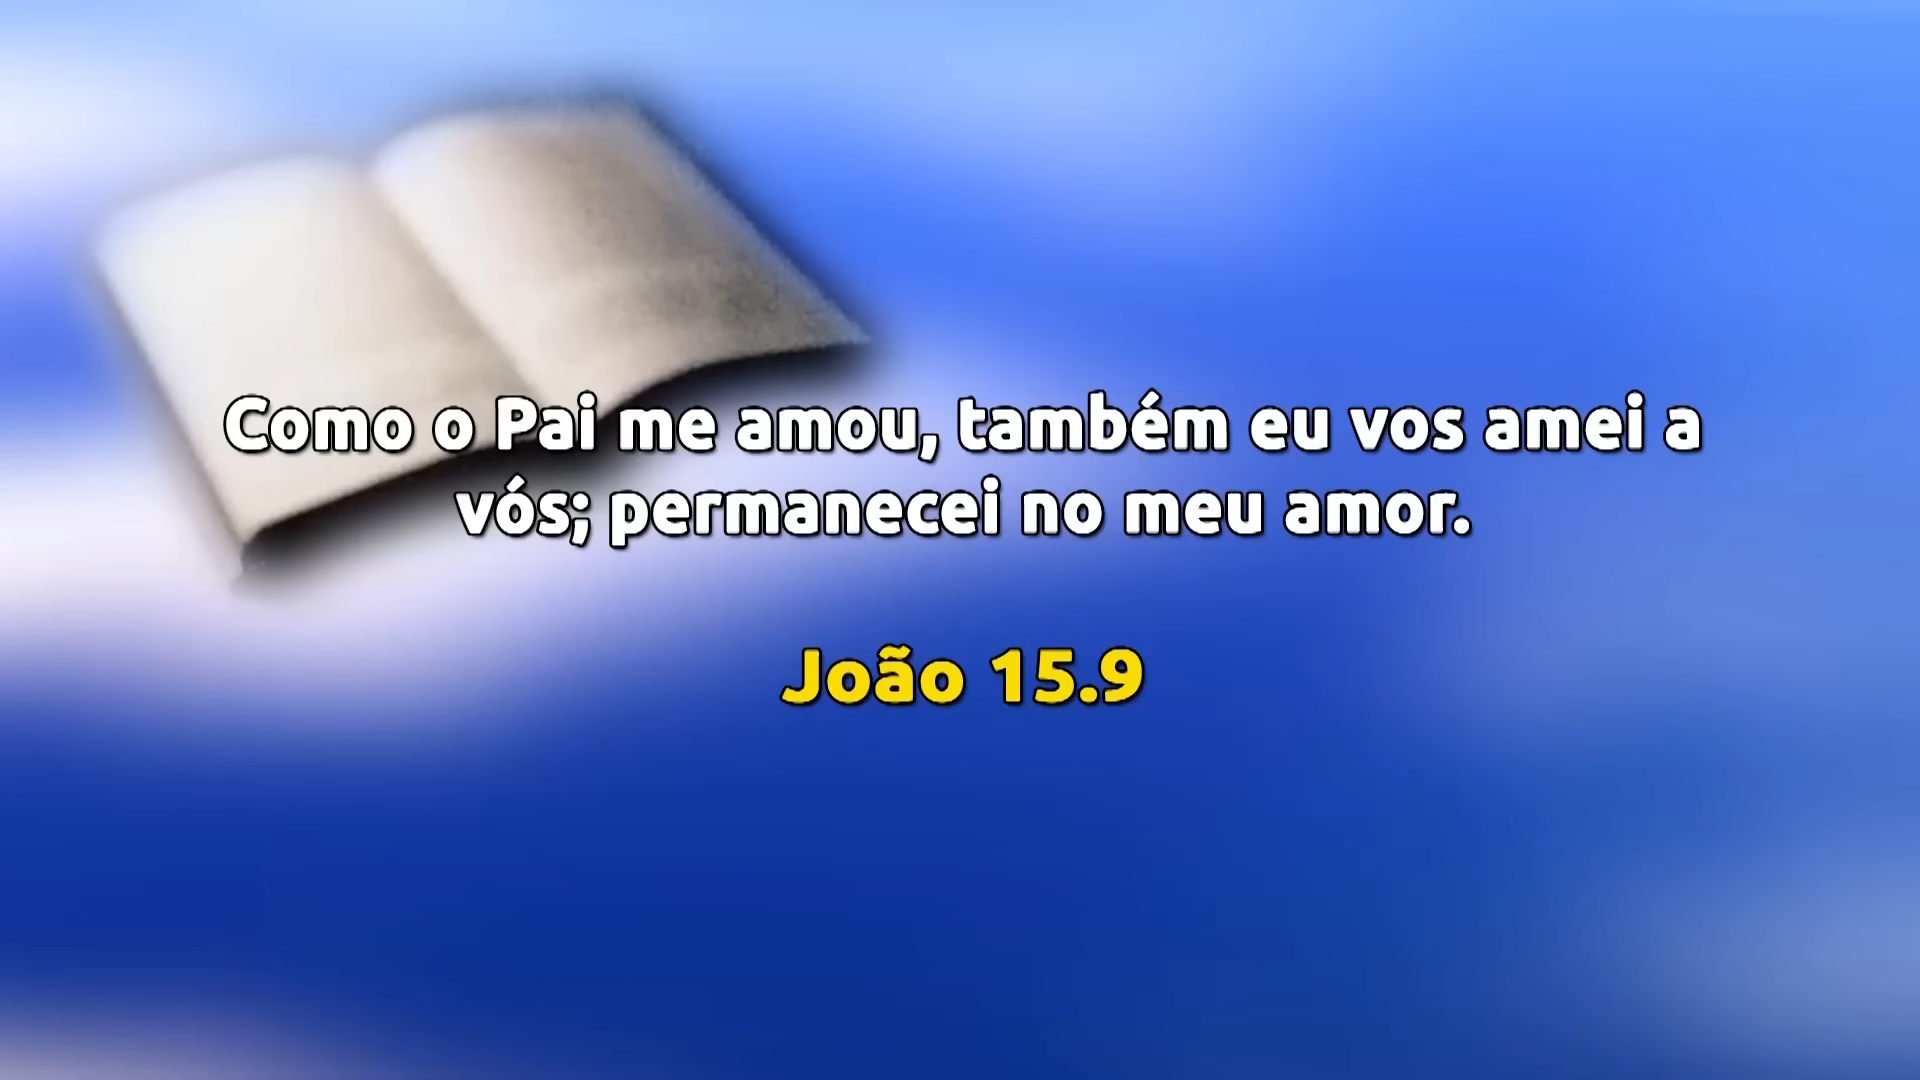 Como o Pai me amou, também eu vos amei a
vós; permanecei no meu amor.
João 15.9